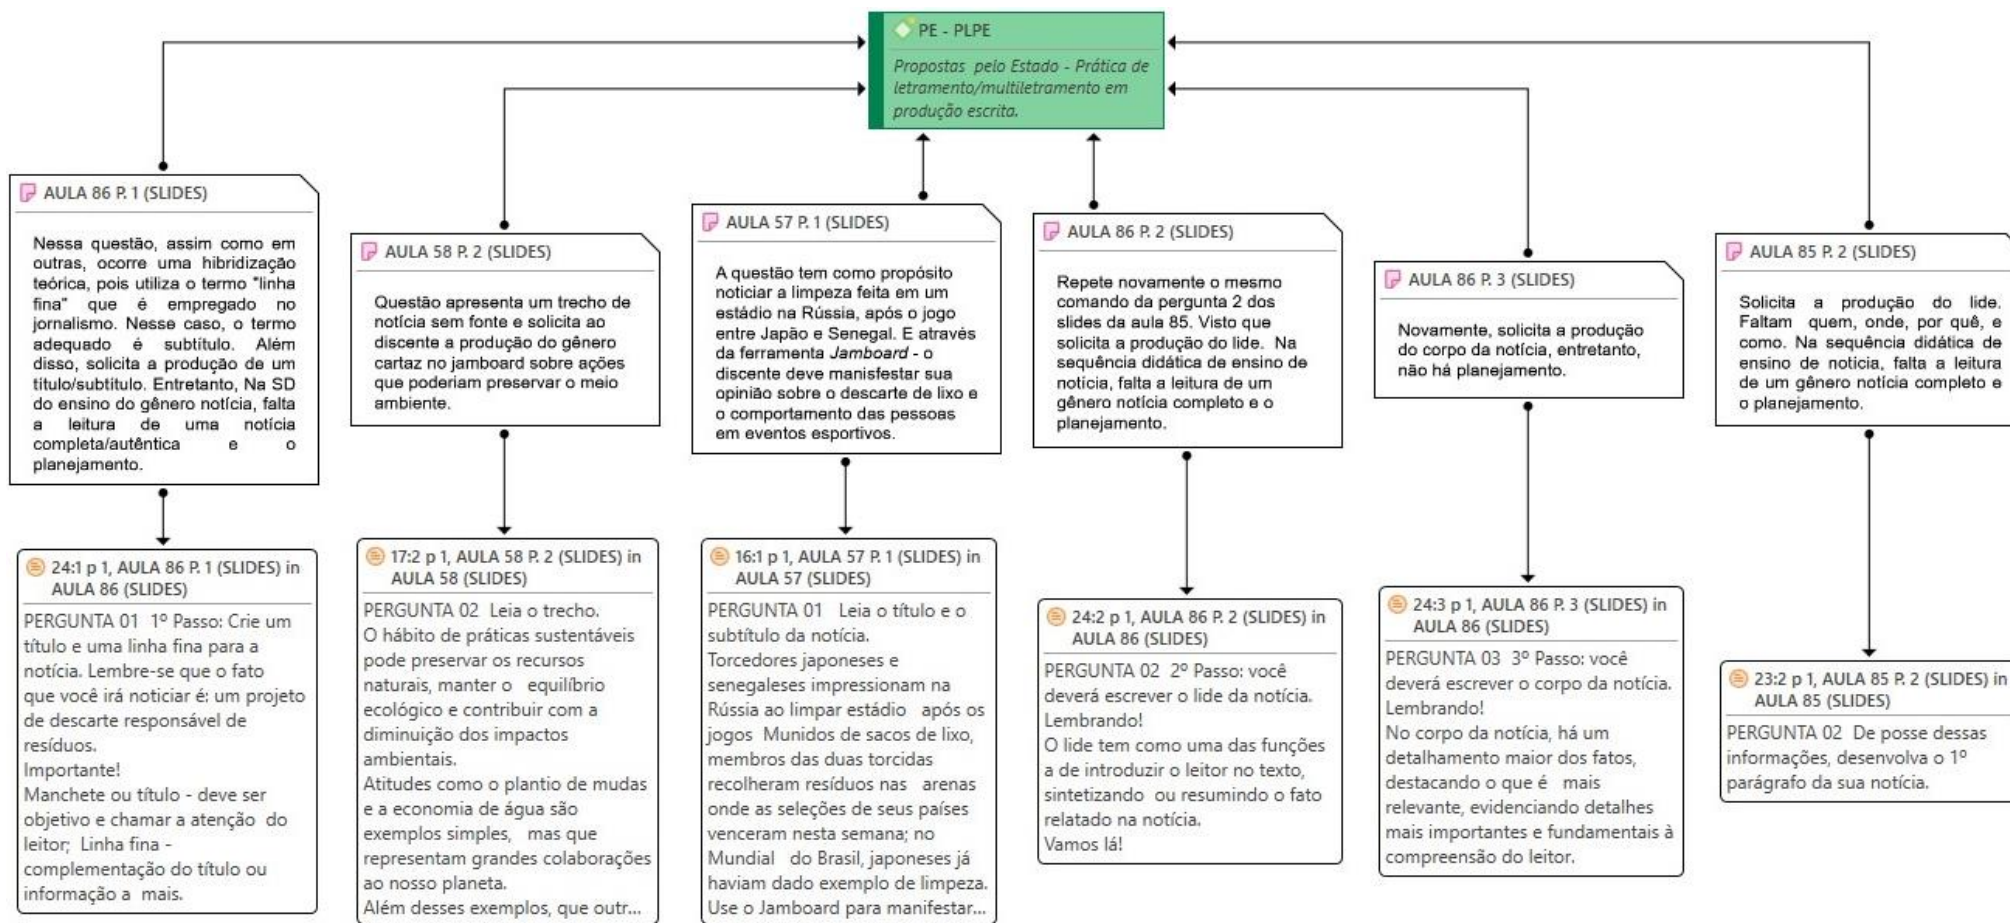 PE - PLPE
Propostas pelo Estado - Prática de
letramento/multiletramento em
produção escrita.
AULA 86 P. 1 (SLIDES)
Nessa questão, assim como em
outras, ocorre uma hibridização
teórica, pois utiliza o termo "linha
fina" que é empregado no
jornalismo. Nesse caso, o termo
adequado é subtítulo. Além
disso, solicita a produção de um
título/subtítulo. Entretanto, Na SD
do ensino do gênero notícia, falta
a leitura de uma notícia
completa/autêntica e o
planejamento.
AULA 58 P. 2 (SLIDES)
Questão apresenta um trecho de
notícia sem fonte e solicita ao
discente a produção do gênero
cartaz no jamboard sobre ações
que poderiam preservar o meio
ambiente.
AULA 57 P. 1 (SLIDES)
A questão tem como propósito
noticiar a limpeza feita em um
estádio na Rússia, após o jogo
entre Japão e Senegal. E através
da ferramenta Jamboard - o
discente deve manisfestar sua
opinião sobre o descarte de lixo e
o comportamento das pessoas
em eventos esportivos.
AULA 86 P. 2 (SLIDES)
Repete novamente o mesmo
comando da pergunta 2 dos
slides da aula 85. Visto que
solicita a produção do lide. Na
sequência didática de ensino de
notícia, falta a leitura de um
gênero notícia completo e o
planejamento.
AULA 86 P. 3 (SLIDES)
Novamente, solicita a produção
do corpo da notícia, entretanto,
não há planejamento.
AULA 85 P. 2 (SLIDES)
Solicita a produção do lide.
Faltam quem, onde, por quê, e
como. Na sequência didática de
ensino de notícia, falta a leitura
de um gênero notícia completo e
o planejamento.
24:1 p 1, AULA 86 P. 1 (SLIDES) in
AULA 86 (SLIDES)
PERGUNTA 01 1º Passo: Crie um
título e uma linha fina para a
notícia. Lembre-se que o fato
que você irá noticiar é: um projeto
de descarte responsável de
resíduos.
Importante!
Manchete ou título - deve ser
objetivo e chamar a atenção do
leitor; Linha fina -
complementação do título ou
informação a mais.
17:2 p 1, AULA 58 P. 2 (SLIDES) in
AULA 58 (SLIDES)
PERGUNTA 02 Leia o trecho.
O hábito de práticas sustentáveis
pode preservar os recursos
naturais, manter o equilíbrio
ecológico e contribuir com a
diminuição dos impactos
ambientais.
Atitudes como o plantio de mudas
e a economia de água são
exemplos simples, mas que
representam grandes colaborações
ao nosso planeta.
Além desses exemplos, que outr...
16:1 p 1, AULA 57 P. 1 (SLIDES) in
AULA 57 (SLIDES)
PERGUNTA 01 Leia o título e o
subtítulo da notícia.
Torcedores japoneses e
senegaleses impressionam na
Rússia ao limpar estádio após os
jogos Munidos de sacos de lixo,
membros das duas torcidas
recolheram resíduos nas arenas
onde as seleções de seus países
venceram nesta semana; no
Mundial do Brasil, japoneses já
haviam dado exemplo de limpeza.
Use o Jamboard para manifestar...
24:2 p 1, AULA 86 P. 2 (SLIDES) in
AULA 86 (SLIDES)
PERGUNTA 02 2º Passo: você
deverá escrever o lide da notícia.
Lembrando!
O lide tem como uma das funções
a de introduzir o leitor no texto,
sintetizando ou resumindo o fato
relatado na notícia.
Vamos lá!
24:3 p 1, AULA 86 P. 3 (SLIDES) in
AULA 86 (SLIDES)
PERGUNTA 03 3º Passo: você
deverá escrever o corpo da notícia.
Lembrando!
No corpo da notícia, há um
detalhamento maior dos fatos,
destacando o que é mais
relevante, evidenciando detalhes
mais importantes e fundamentais à
compreensão do leitor.
23:2 p 1, AULA 85 P. 2 (SLIDES) in
AULA 85 (SLIDES)
PERGUNTA 02 De posse dessas
informações, desenvolva o 1º
parágrafo da sua notícia.